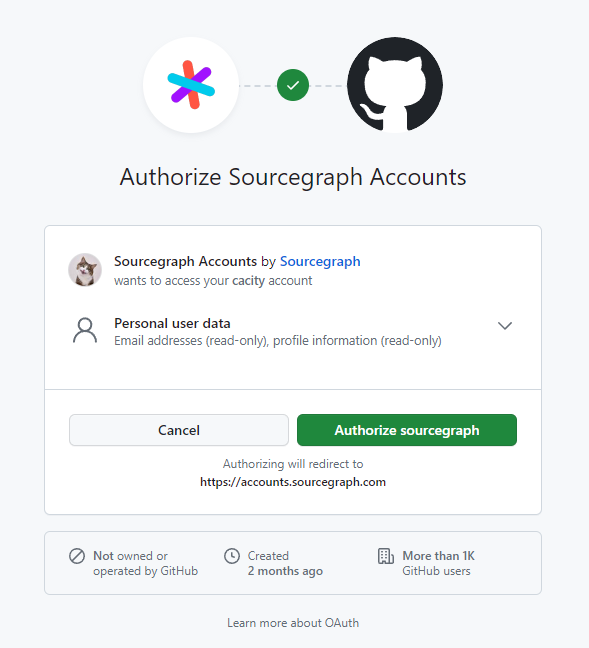 Authorize Sourcegraph Accounts
Sourcegraph Accounts by Sourcegraph
wants to access your cacity account
Personal user data
Email addresses (read-only), profile information (read-only)
Cancel
Authorize sourcegraph
Authorizing will redirect to
https://accounts.sourcegraph.com
Not owned or
operated by GitHub
Created
2 months ago
More than 1K
GitHub users
Learn more about OAuth